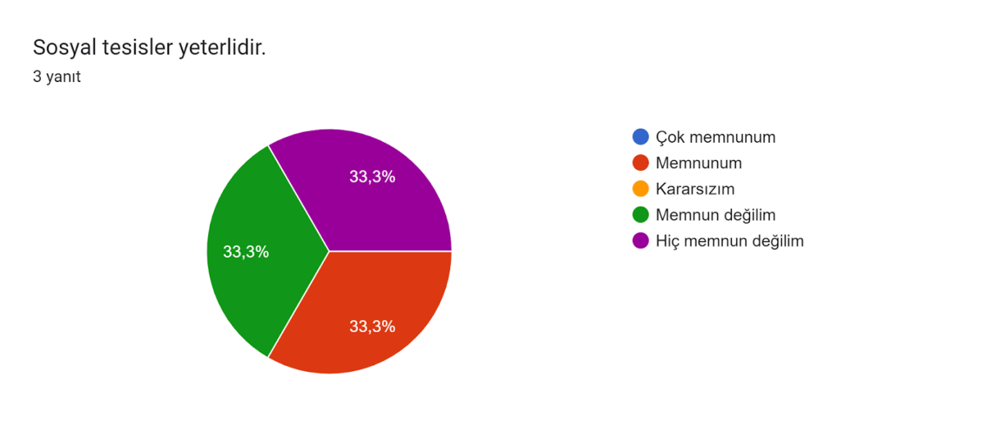 Sosyal tesisler yeterlidir.
3 yanıt
33,3%
33,3%
33,3%
Çok memnunum
Memnunum
Kararsızım
Memnun değilim
Hiç memnun değilim